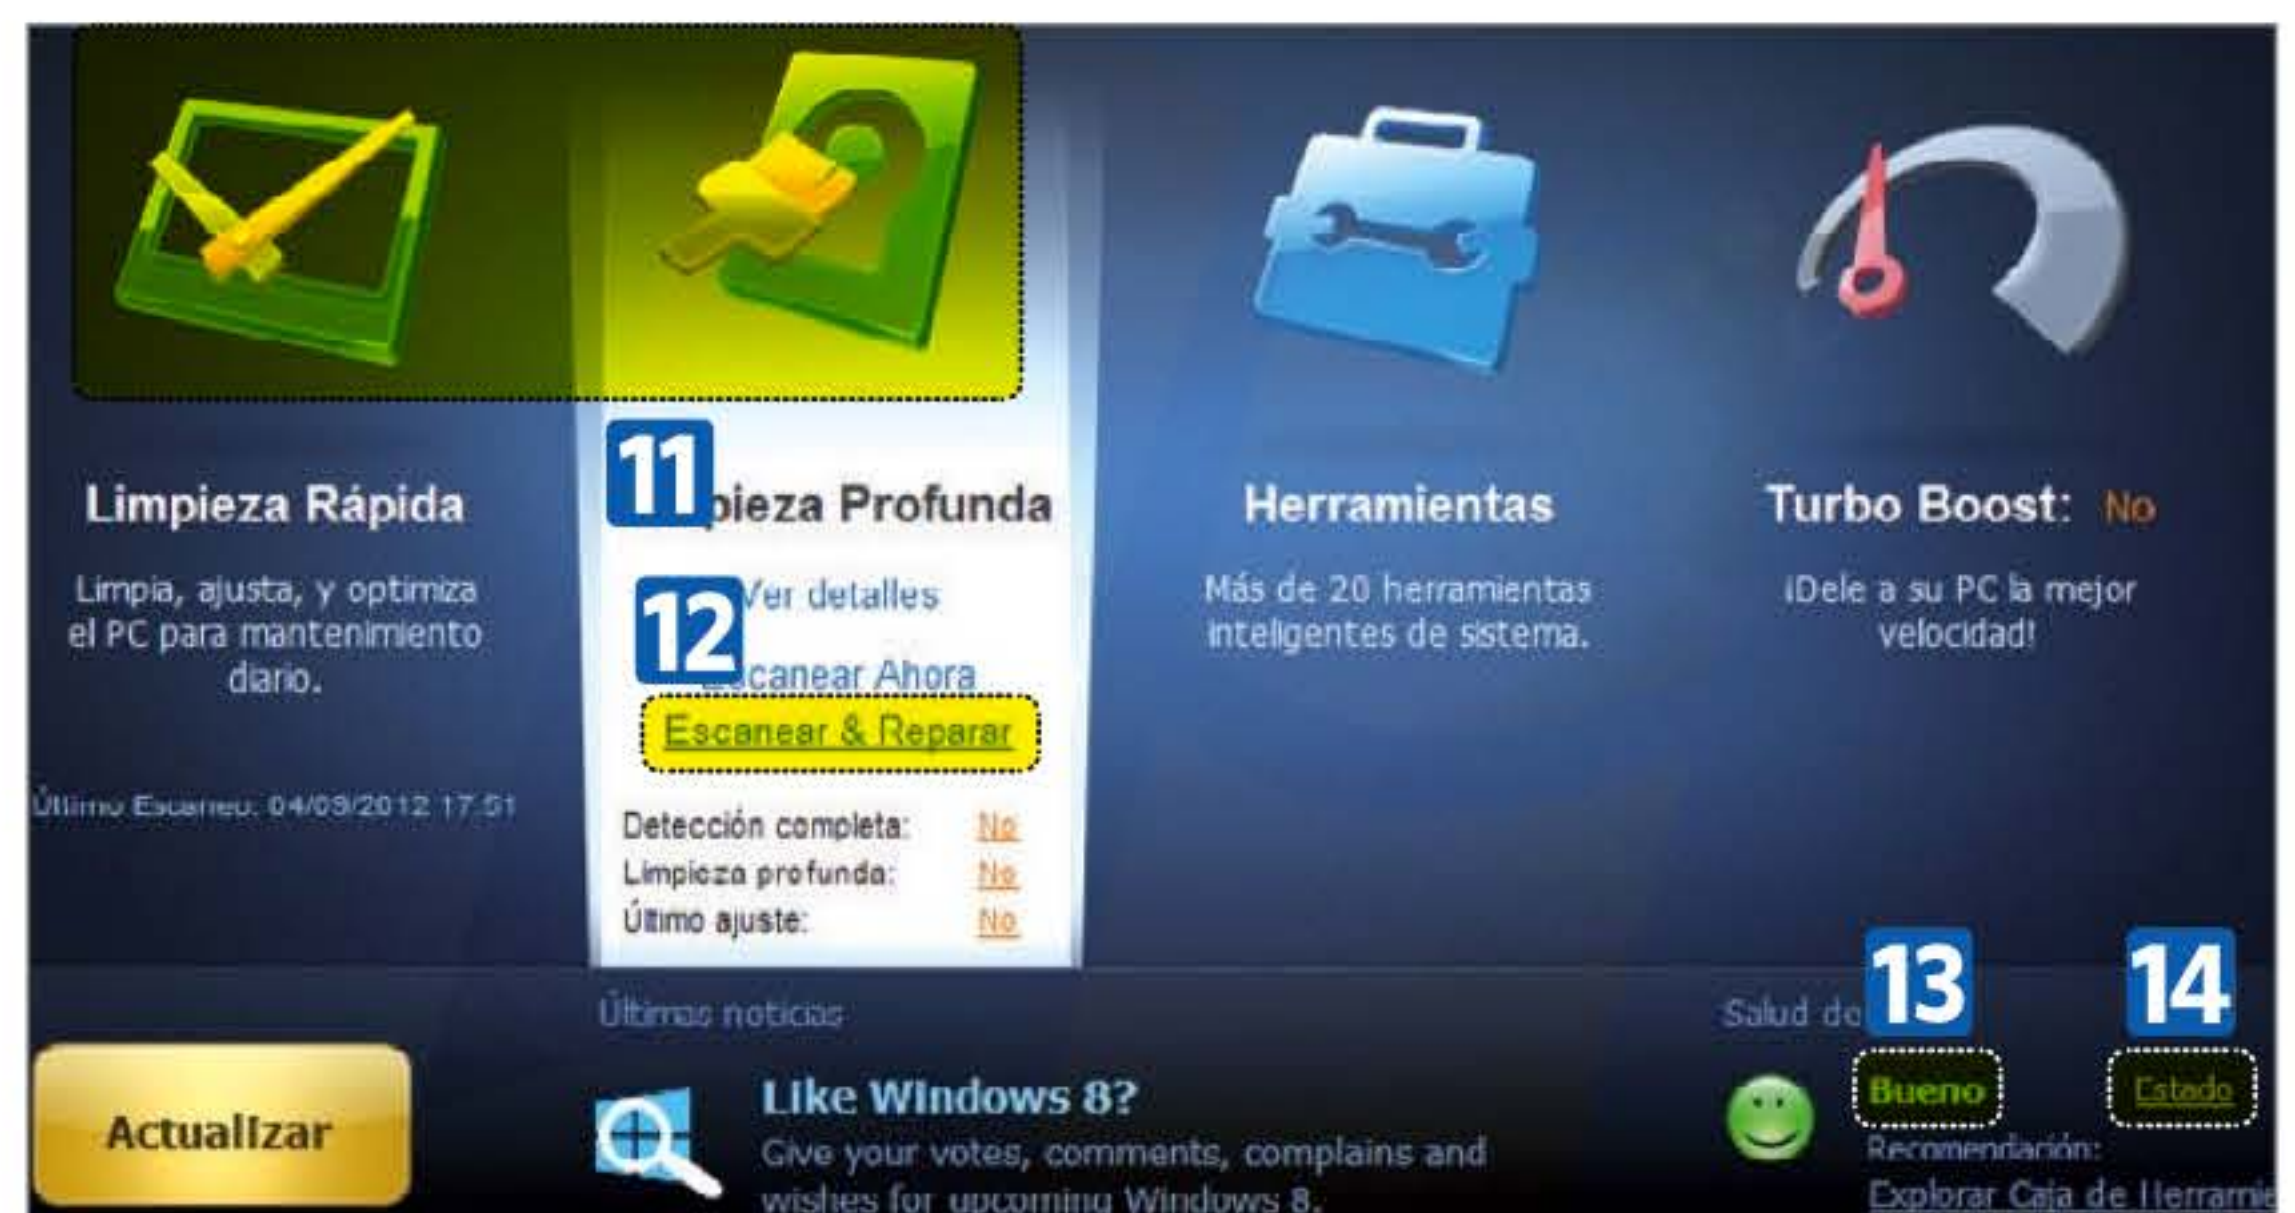 Limpieza Rápida
Limpia, ajusta, y optimiza
el PC para mantenimiento
diario.
Último Escaneo: 04/09/2012 17:51
11
pieza Profunda
12
Ver detalles
canear Ahora
Escanear & Reparar
Detección completa: No
Limpieza profunda: No
Último ajuste: No
Herramientas
Más de 20 herramientas
inteligentes de sistema.
Turbo Boost: No
¡Dele a su PC la mejor
velocidad!
Actualizar
Últimas noticias
Like Windows 8?
Give your votes, comments, complains and
wishes for upcoming Windows 8.
Salud de
13
14
Bueno
Estado
Recomendación:
Explorar Caja de Herramie